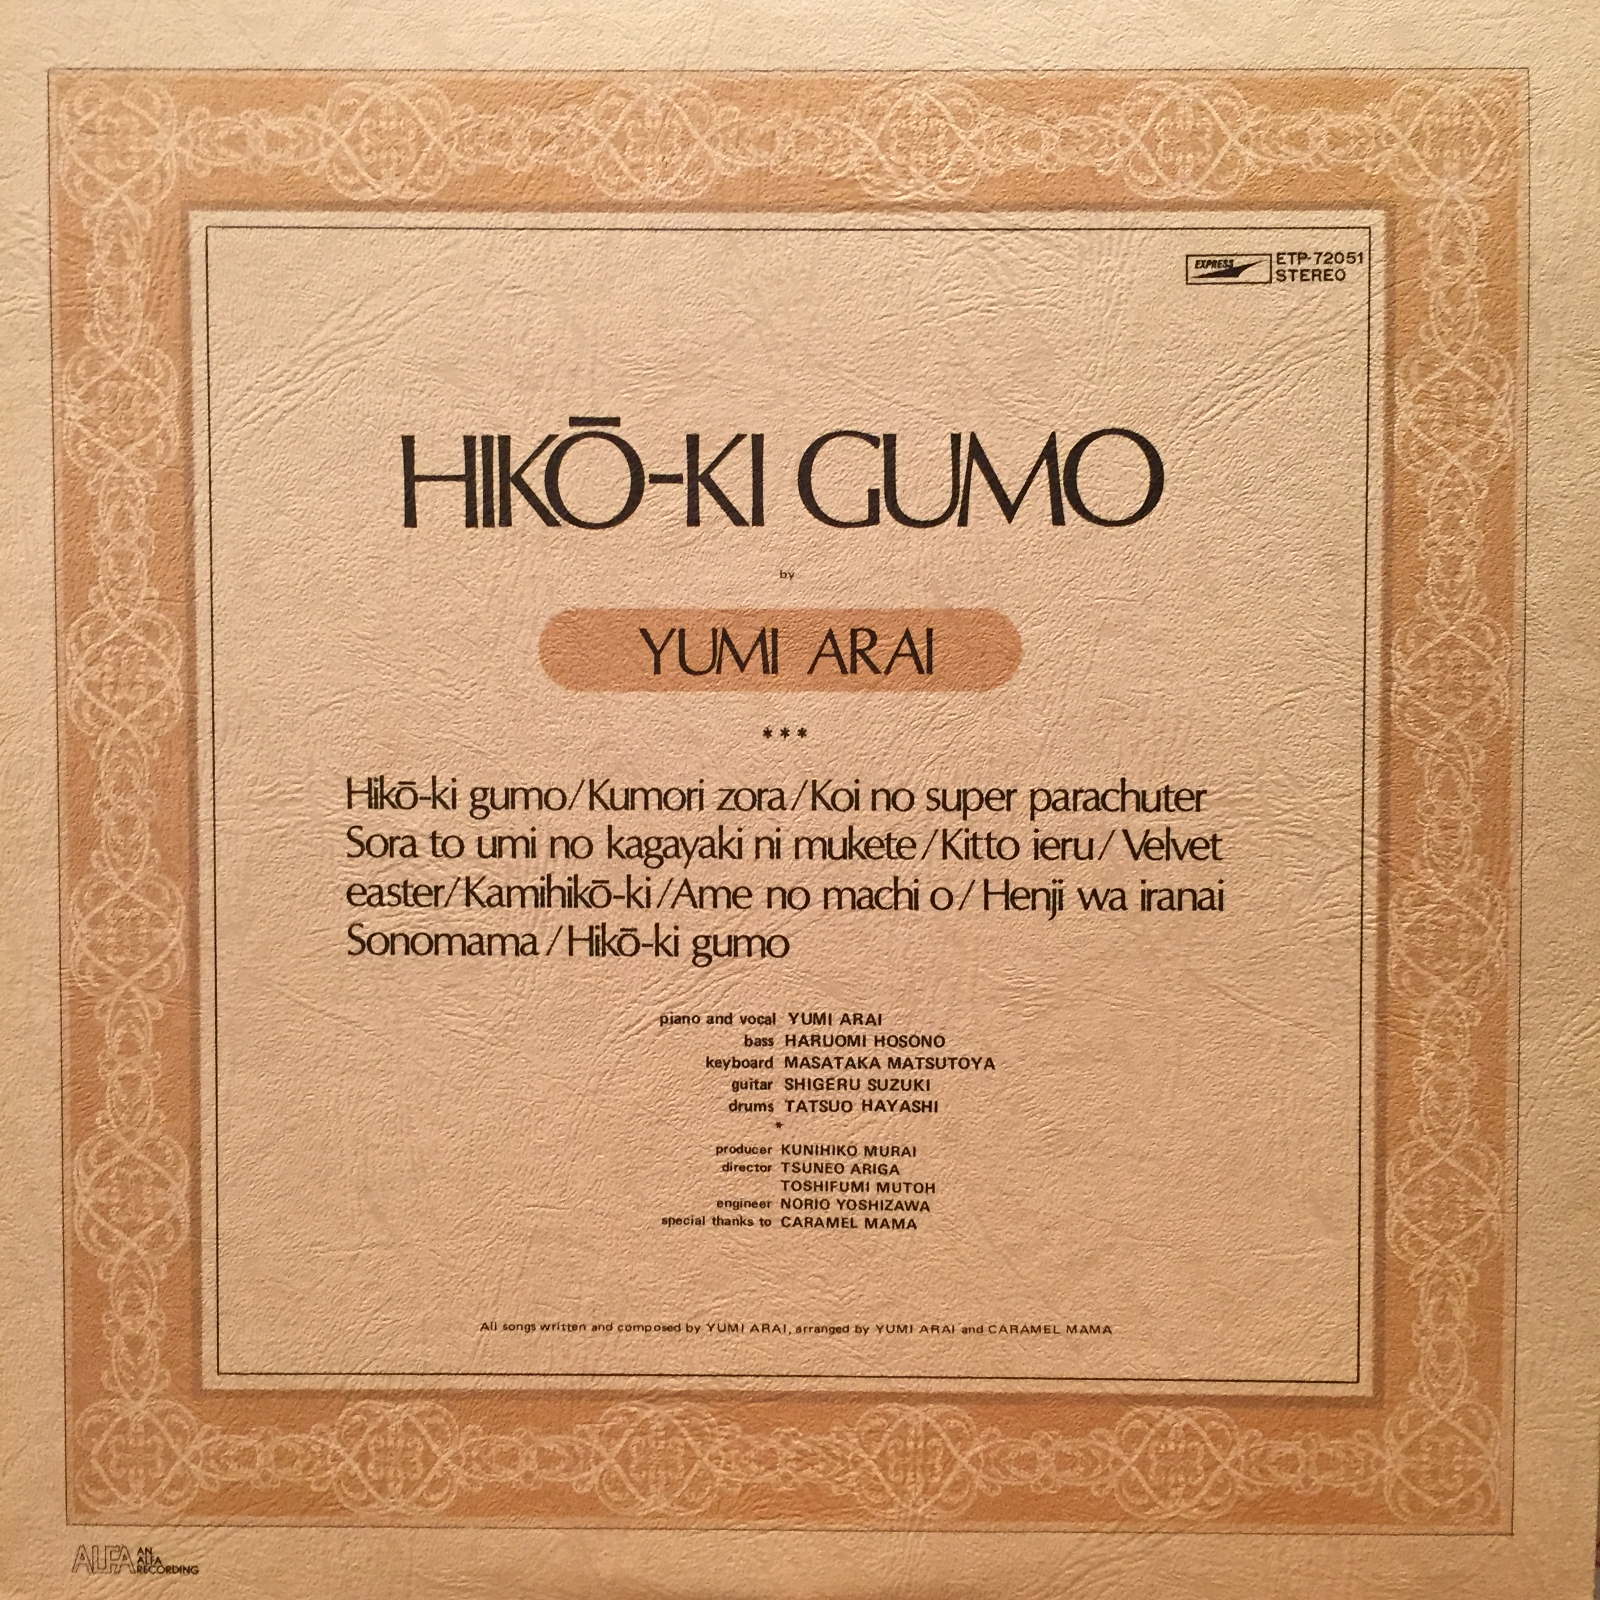 EXPRESS ETP-72051
STEREO
HIKŌ-KI GUMO
by
YUMI ARAI
***
Hikō-ki gumo/Kumori zora/Koi no super parachuter
Sora to umi no kagayaki ni mukete/Kitto ieru/Velvet
easter/Kamihikō-ki/Ame no machi o/Henji wa iranai
Sonomama/Hikō-ki gumo
piano and vocal YUMI ARAI
bass HARUOMI HOSONO
keyboard MASATAKA MATSUTOYA
guitar SHIGERU SUZUKI
drums TATSUO HAYASHI
*
producer KUNIHIKO MURAI
director TSUNEO ARIGA
TOSHIFUMI MUTOH
engineer NORIO YOSHIZAWA
special thanks to CARAMEL MAMA
All songs written and composed by YUMI ARAI, arranged by YUMI ARAI and CARAMEL MAMA
ALFA AN
ALFA
RECORDING